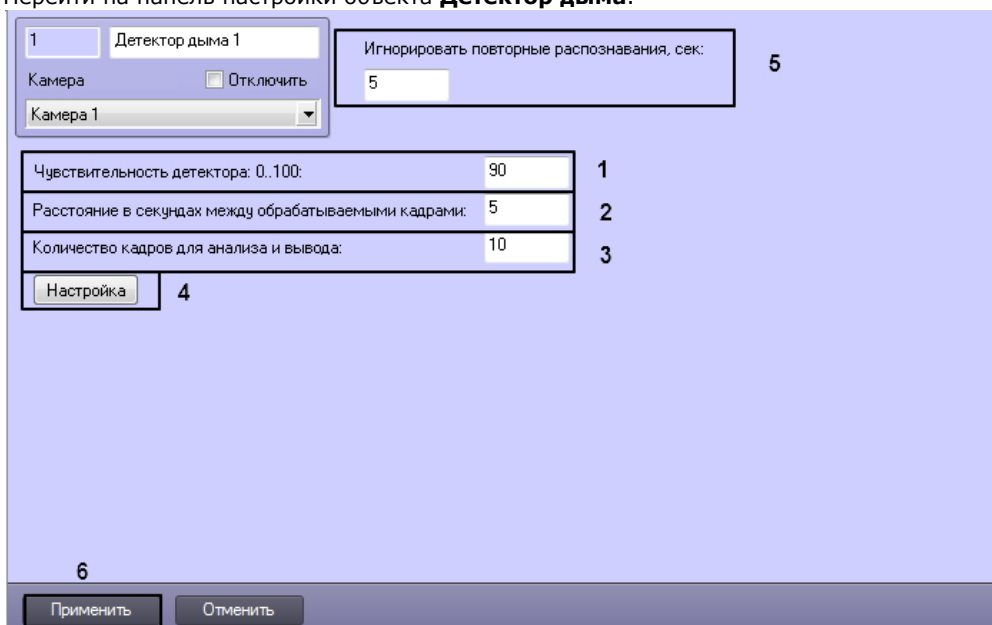 Перейти на панель настройки объекта Детектор дыма.
1 Детектор дыма 1
Камера Отключить
Камера 1
Игнорировать повторные распознавания, сек:
5
5
Чувствительность детектора: 0..100: 90 1
Расстояние в секундах между обрабатываемыми кадрами: 5 2
Количество кадров для анализа и вывода: 10 3
Настройка 4
6
Применить Отменить